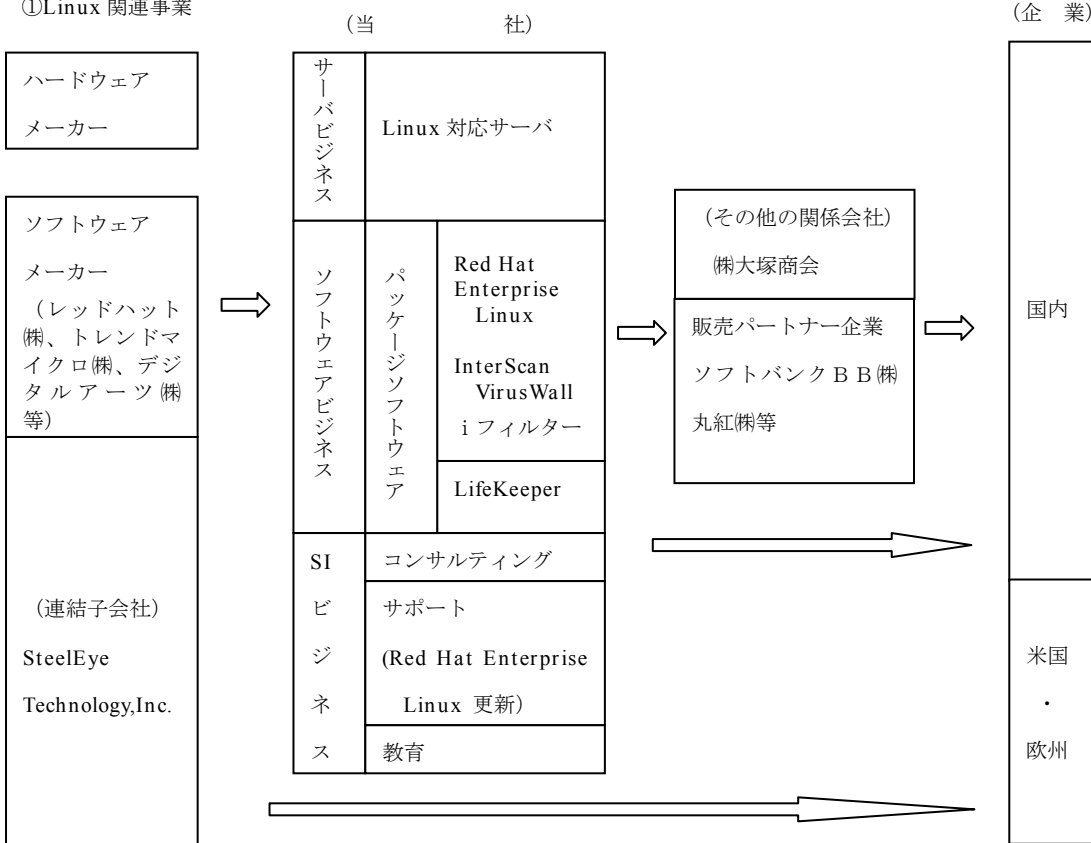 ①Linux 関連事業
(当 社)
(企 業)
ハードウェア
メーカー
ソフトウェア
メーカー
(レッドハット
㈱、トレンドマ
イクロ㈱、デジ
タルアーツ㈱
等)
(連結子会社)
SteelEye
Technology,Inc.
サーバビジネス
Linux 対応サーバ
ソフトウェアビジネス
パッケージソフトウェア
Red Hat
Enterprise
Linux
InterScan
VirusWall
i フィルター
LifeKeeper
SIビジネス
コンサルティング
サポート
(Red Hat Enterprise
Linux 更新)
教育
(その他の関係会社)
㈱大塚商会
販売パートナー企業
ソフトバンクＢＢ㈱
丸紅㈱等
国内
米国
・
欧州